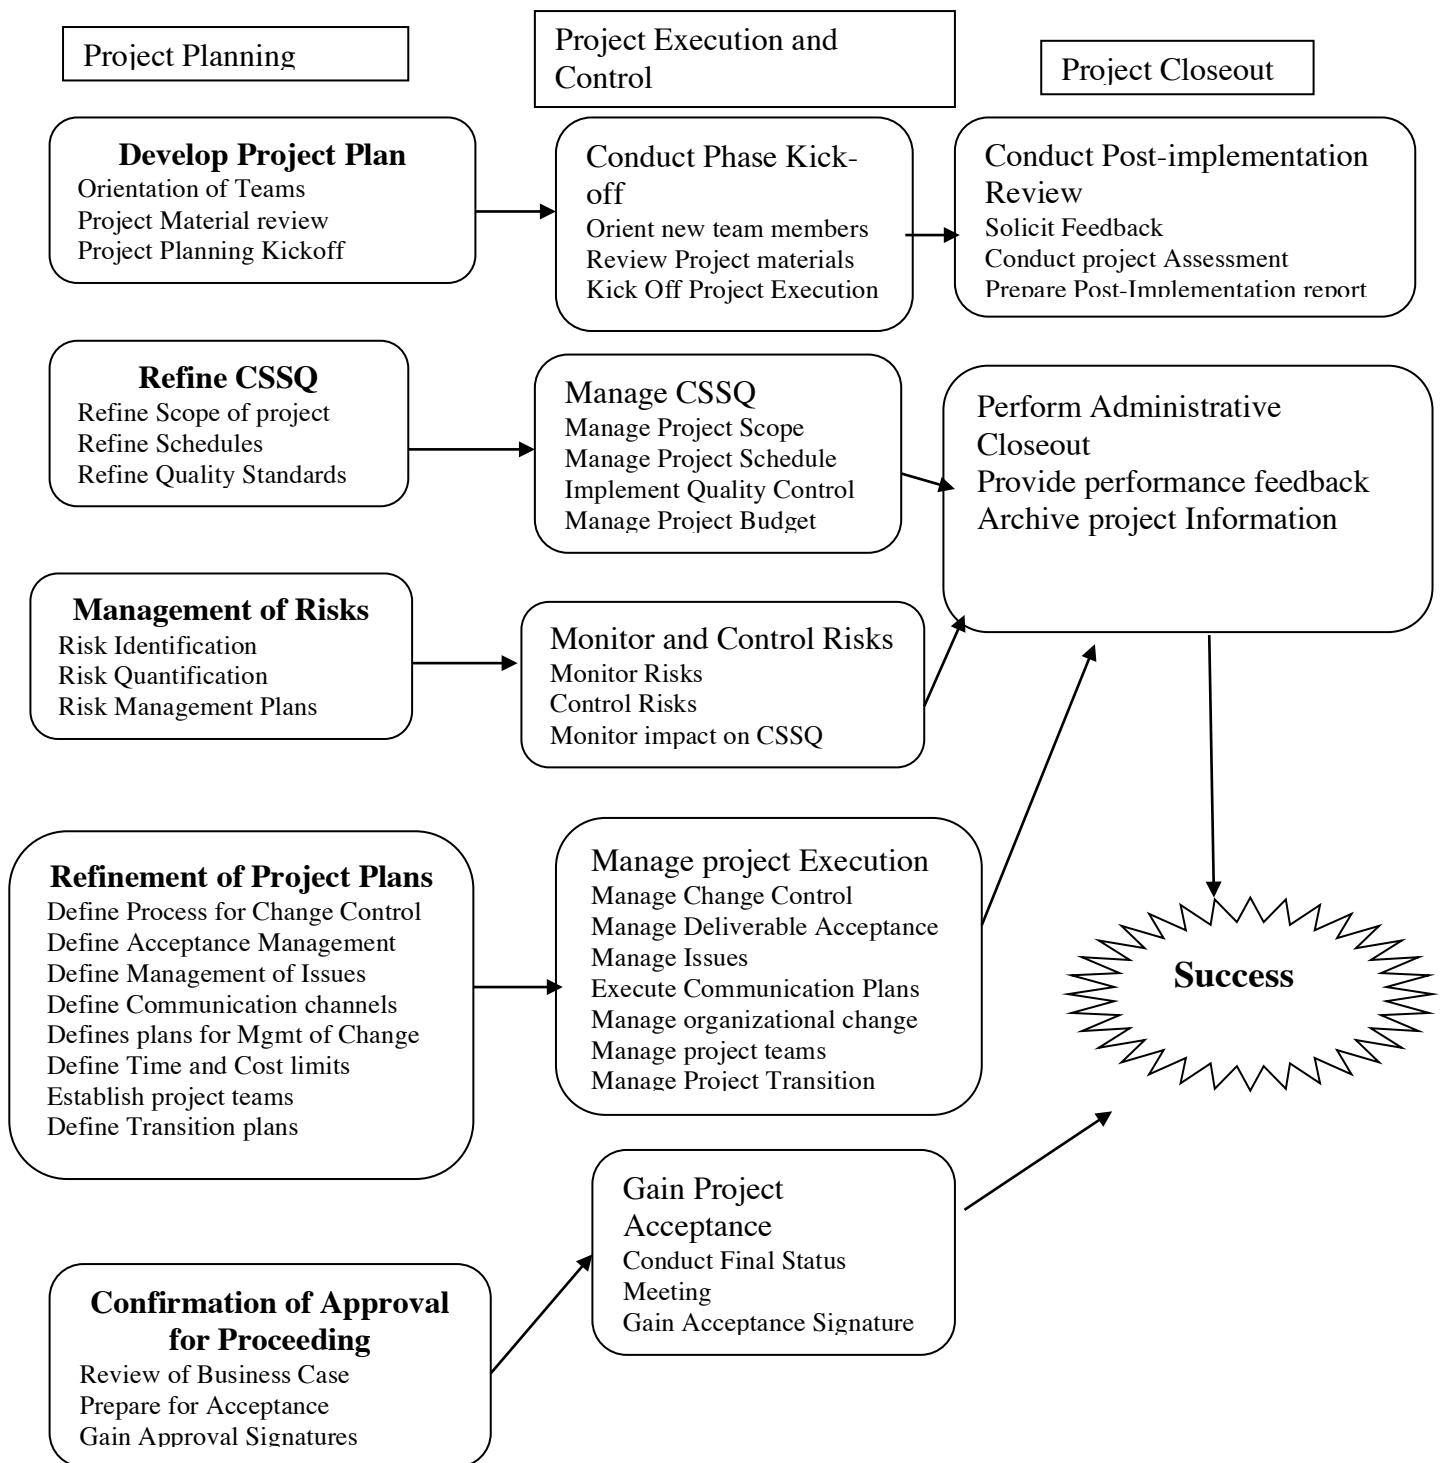 Project Planning
Project Execution and
Control
Project Closeout
Develop Project Plan
Orientation of Teams
Project Material review
Project Planning Kickoff
Conduct Phase Kick-
off
Orient new team members
Review Project materials
Kick Off Project Execution
Conduct Post-implementation
Review
Solicit Feedback
Conduct project Assessment
Prepare Post-Implementation report
Refine CSSQ
Refine Scope of project
Refine Schedules
Refine Quality Standards
Manage CSSQ
Manage Project Scope
Manage Project Schedule
Implement Quality Control
Manage Project Budget
Perform Administrative
Closeout
Provide performance feedback
Archive project Information
Management of Risks
Risk Identification
Risk Quantification
Risk Management Plans
Monitor and Control Risks
Monitor Risks
Control Risks
Monitor impact on CSSQ
Refinement of Project Plans
Define Process for Change Control
Define Acceptance Management
Define Management of Issues
Define Communication channels
Defines plans for Mgmt of Change
Define Time and Cost limits
Establish project teams
Define Transition plans
Manage project Execution
Manage Change Control
Manage Deliverable Acceptance
Manage Issues
Execute Communication Plans
Manage organizational change
Manage project teams
Manage Project Transition
Success
Confirmation of Approval
for Proceeding
Review of Business Case
Prepare for Acceptance
Gain Approval Signatures
Gain Project
Acceptance
Conduct Final Status
Meeting
Gain Acceptance Signature